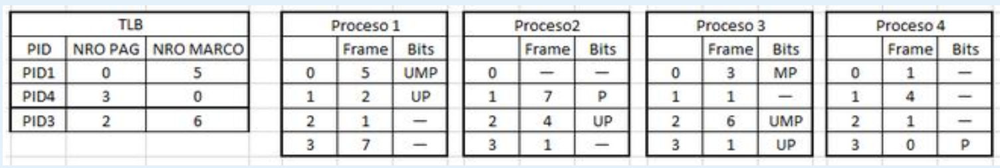 TLB Proceso 1 Proceso2 Proceso 3 Proceso 4
PID NRO PAG NRO MARCO Frame Bits Frame Bits Frame Bits Frame Bits
PID1 0 5 0 5 UMP 0 — — 0 3 MP 0 1 —
PID4 3 0 1 2 UP 1 7 P 1 1 — 1 4 —
PID3 2 6 2 1 — 2 4 UP 2 6 UMP 2 1 —
3 7 — 3 1 — 3 1 UP 3 0 P